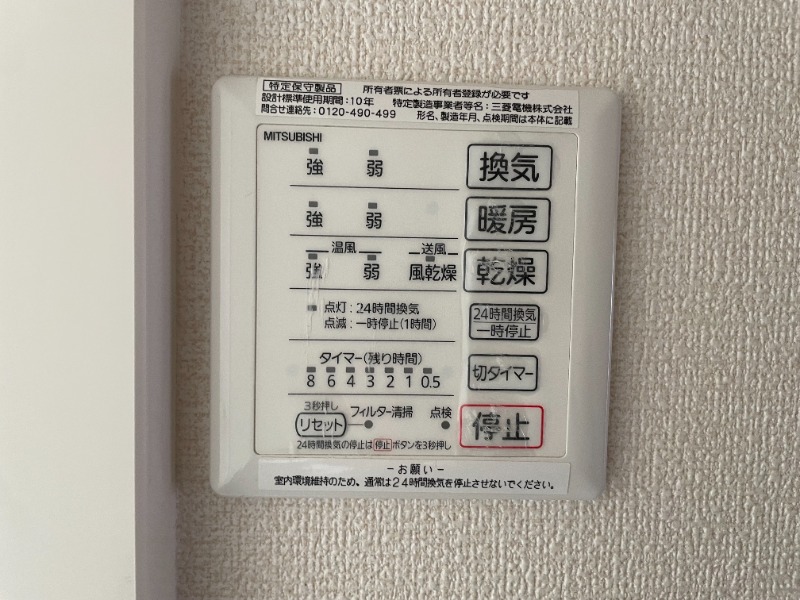 特定保守製品 所有者票による所有者登録が必要です
設計標準使用期間:10年 特定製造事業者等名:三菱電機株式会社
問合せ連絡先:0120-490-499 形名、製造年月、点検期間は本体に記載
MITSUBISHI
強 弱 換気
強 弱 暖房
温風 送風
強 弱 風乾燥 乾燥
点灯:24時間換気
点滅:一時停止(1時間)
24時間換気
一時停止
タイマー(残り時間)
8 6 4 3 2 1 0.5
切タイマー
3秒押し
リセット フィルター清掃 点検
停止
24時間換気の停止は停止ボタンを3秒押し
-お願い-
室内環境維持のため、通常は24時間換気を停止させないでください。